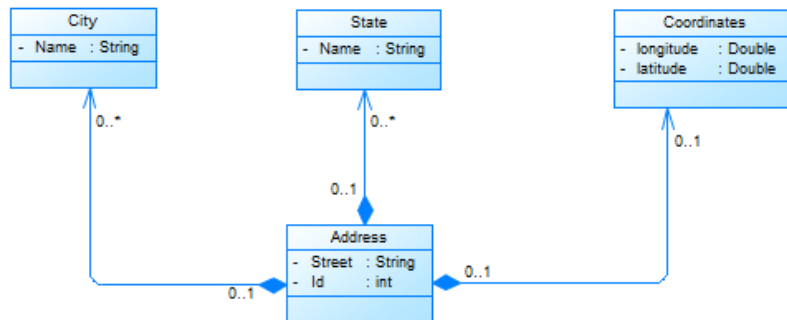 City
- Name : String
State
- Name : String
Coordinates
- longitude : Double
- latitude : Double
0..*
0..*
0..1
0..1
Address
- Street : String
- Id : int
0..1
0..1